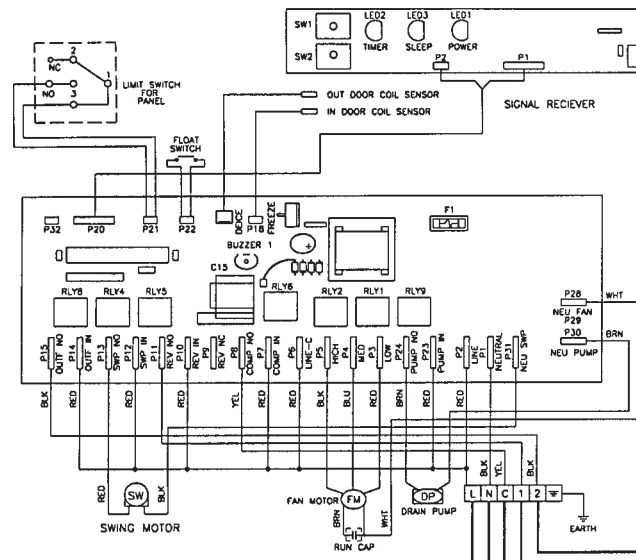 SW1
SW2
LED2
TIMER
LED3
SLEEP
LED1
POWER
P2
P1
SIGNAL RECIEVER
2
NC
1
NO
3
LIMIT SWITCH
FOR
PANEL
OUT DOOR COIL SENSOR
IN DOOR COIL SENSOR
FLOAT
SWITCH
P32
P20
P21
P22
DEICE
P18
FREEZE
F1
BUZZER 1
C15
RLY8
RLY4
RLY5
RLY6
RLY2
RLY1
RLY9
P28
NEU FAN
P29
P30
NEU PUMP
WHT
BRN
P15
OUTF NO
P14
OUTF IN
P13
SWP NO
P12
SWP IN
P11
REV NO
P10
REV IN
P9
REV NC
P8
COMP NO
P7
COMP IN
P6
LINE-C
P5
HIGH
P4
MED
P3
LOW
P24
PUMP NO
P23
PUMP IN
P2
LINE
P1
NEUTRAL
P31
NEU SWP
BLK
RED
RED
RED
YEL
RED
RED
BLK
BLU
RED
BRN
RED
RED
BLK
SW
SWING MOTOR
FAN MOTOR
FM
BRN
WHT
RUN CAP
DP
DRAIN PUMP
BLK
YEL
BLK
L N C 1 2
EARTH